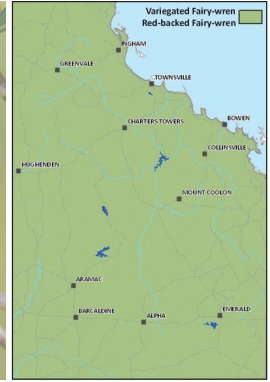 Variegated Fairy-wren
Red-backed Fairy-wren
INGHAM
GREENVALE
TOWNSVILLE
BOWEN
CHARTERS TOWERS
COLLINSVILLE
HUGHENDEN
MOUNT COOLON
ARAMAC
BARCALDINE
EMERALD
ALPHA